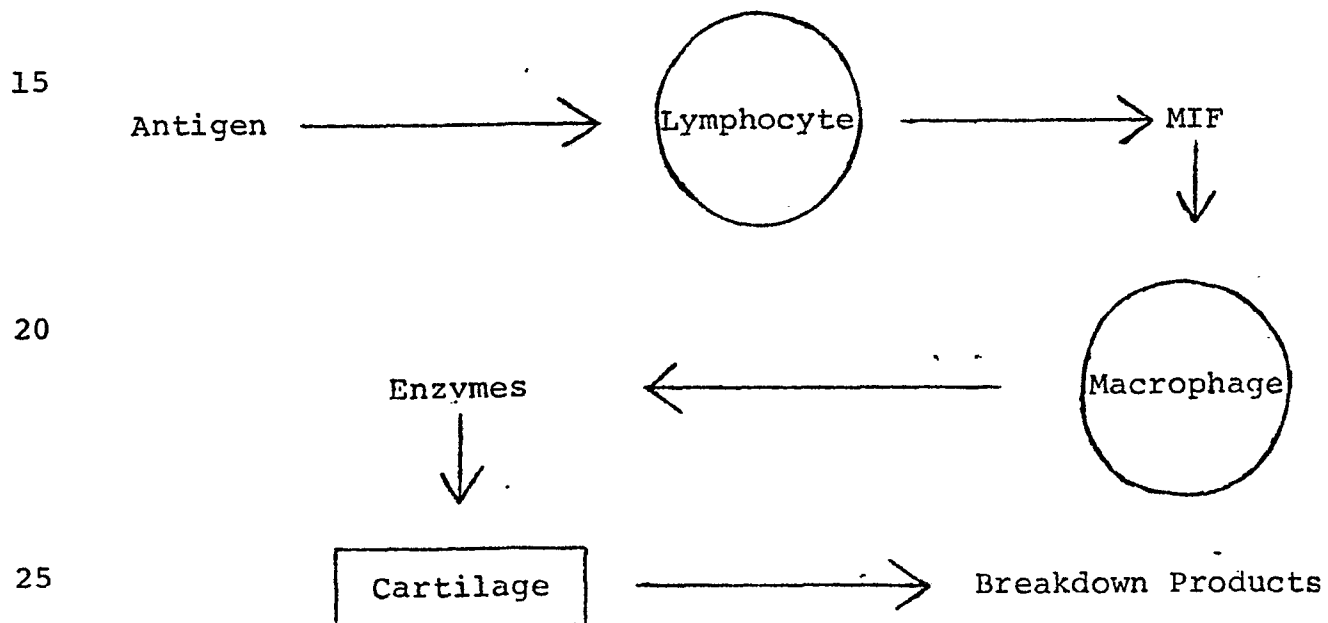 15
Antigen Lymphocyte MIF
20
Enzymes Macrophage
25 Cartilage Breakdown Products